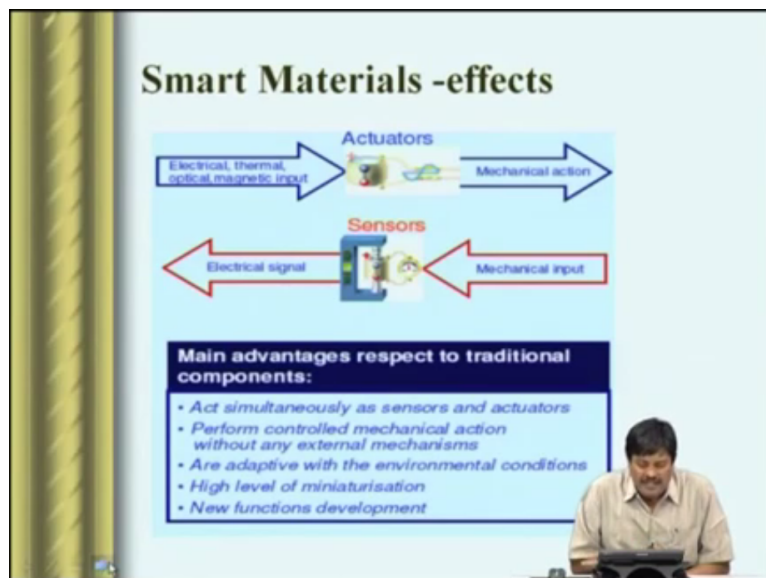 Smart Materials -effects
Actuators
Electrical, thermal,
optical,magnetic input
Mechanical action
Sensors
Electrical signal
Mechanical input
Main advantages respect to traditional
components:
• Act simultaneously as sensors and actuators
• Perform controlled mechanical action
without any external mechanisms
• Are adaptive with the environmental conditions
• High level of miniaturisation
• New functions development